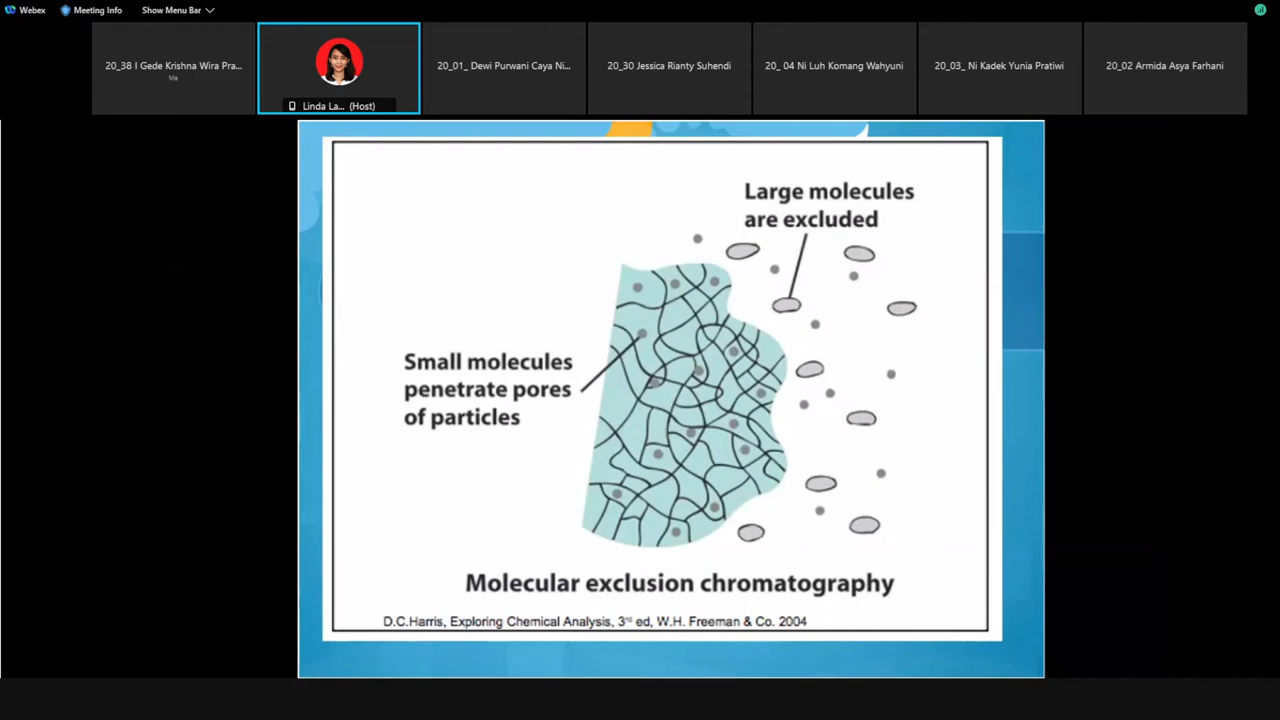 Webex Meeting Info Show Menu Bar
20_38 I Gede Krishna Wira Pra...
Me
Linda La... (Host)
20_01_ Dewi Purwani Caya Ni...
20_30 Jessica Rianty Suhendi
20_ 04 Ni Luh Komang Wahyuni
20_03_ Ni Kadek Yunia Pratiwi
20_02 Armida Asya Farhani
Large molecules
are excluded
Small molecules
penetrate pores
of particles
Molecular exclusion chromatography
D.C.Harris, Exploring Chemical Analysis, 3rd ed, W.H. Freeman & Co. 2004